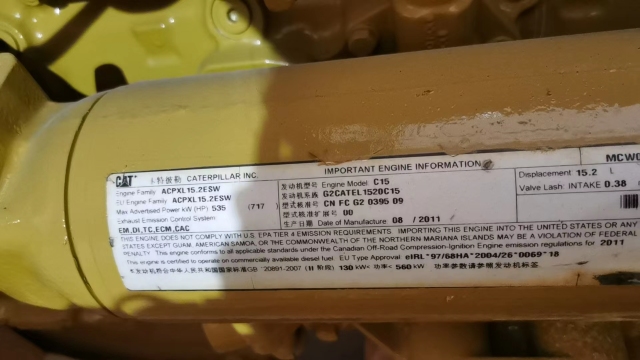 CAT 卡特彼勒 CATERPILLAR INC. IMPORTANT ENGINE INFORMATION MCW0
Engine Family ACPXL15.2ESW 发动机型号 Engine Model C15 Displacement 15.2 L
EU Engine Family ACPXL15.2ESW 发动机系族 G2CATEL1520C15 Valve Lash: INTAKE 0.38
Max Advertised Power kW (HP) 535 (717) 型式核准号 CN FC G2 0395 09
Exhaust Emission Control System: 型式核准扩展号 00
EM,DI,TC,ECM,CAC 生产日期 Date of Manufacture: 08 / 2011
THIS ENGINE DOES NOT COMPLY WITH U.S. EPA TIER 4 EMISSION REQUIREMENTS. IMPORTING THIS ENGINE INTO THE UNITED STATES OR ANY
STATES EXCEPT GUAM, AMERICAN SAMOA, OR THE COMMONWEALTH OF THE NORTHERN MARIANA ISLANDS MAY BE A VIOLATION OF FEDERAL
PENALTY. This engine conforms to all applicable standards under the Canadian Off-Road Compression-Ignition Engine emission regulations for 2011
This engine is certified to operate on commercially available diesel fuel EU Type Approval: eIRL*97/68HA*2004/26*0069*18
发动机符合中华人民共和国国家标准GB 20891-2007 (II 阶段) 130 kW< 功率< 560 kW 功率参数请参照发动机标签